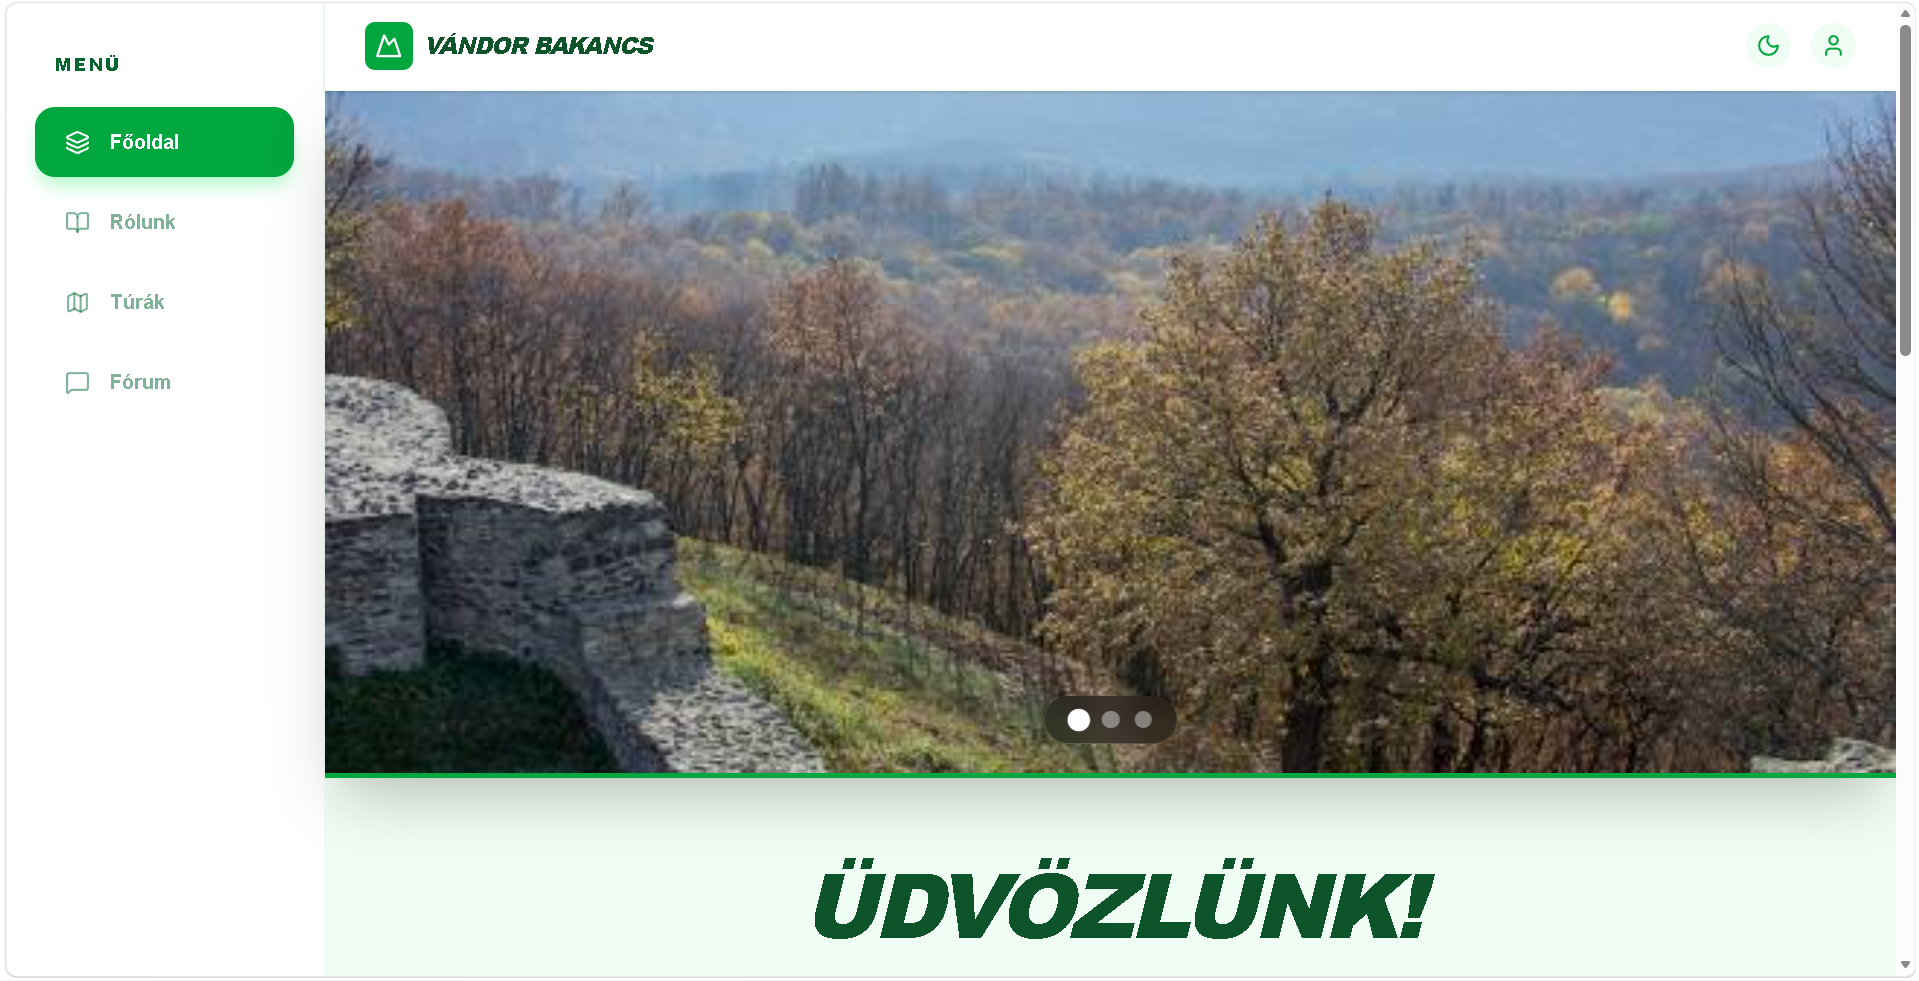 MENÜ
Főoldal
Rólunk
Túrák
Fórum
VÁNDOR BAKANCS
ÜDVÖZLÜNK!